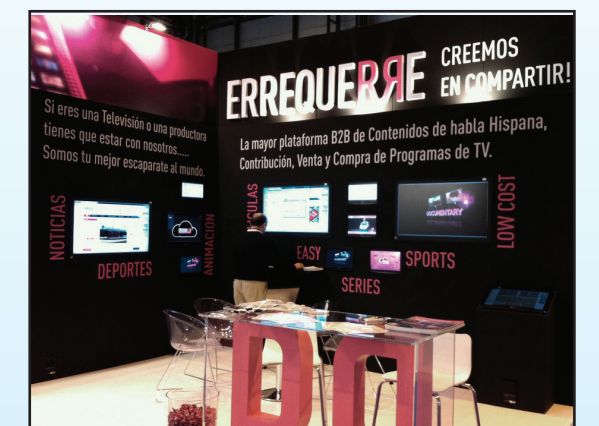 ERREQUERRE
CREEMOS
EN COMPARTIR!
Si eres una Televisión o una productora
tienes que estar con nosotros.....
Somos tu mejor escaparate al mundo.
La mayor plataforma B2B de Contenidos de habla Hispana,
Contribución, Venta y Compra de Programas de TV.
NOTICIAS
DEPORTES
ANIMACION
CULAS
EASY
SERIES
SPORTS
LOW COST
DOCUMENTARY